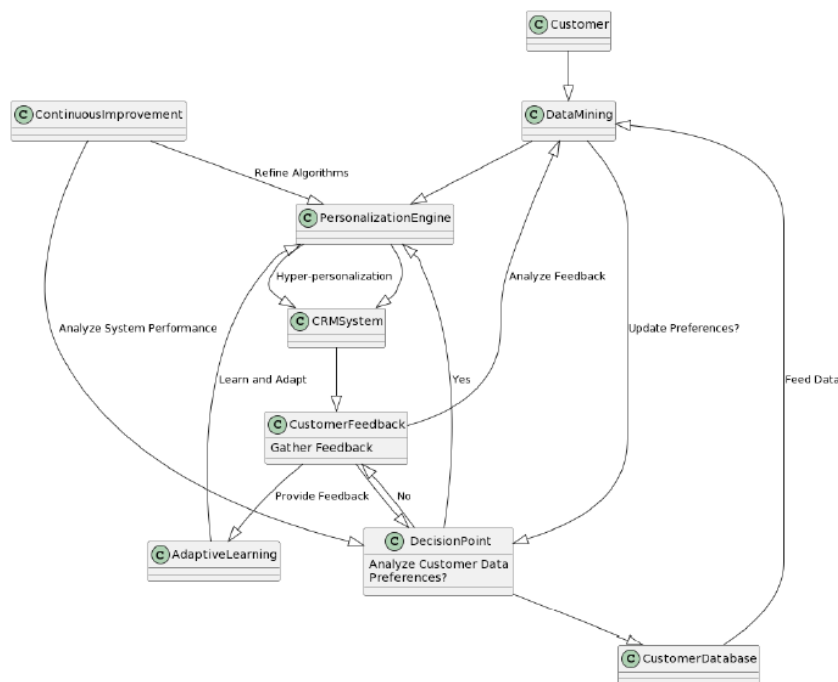 C Customer
C ContinuousImprovement
C DataMining
Refine Algorithms
C PersonalizationEngine
Hyper-personalization
Analyze Feedback
C CRMSystem
Analyze System Performance
Update Preferences?
Learn and Adapt
Yes
Feed Data
C CustomerFeedback
Gather Feedback
Provide Feedback
No
C DecisionPoint
Analyze Customer Data
Preferences?
C AdaptiveLearning
C CustomerDatabase